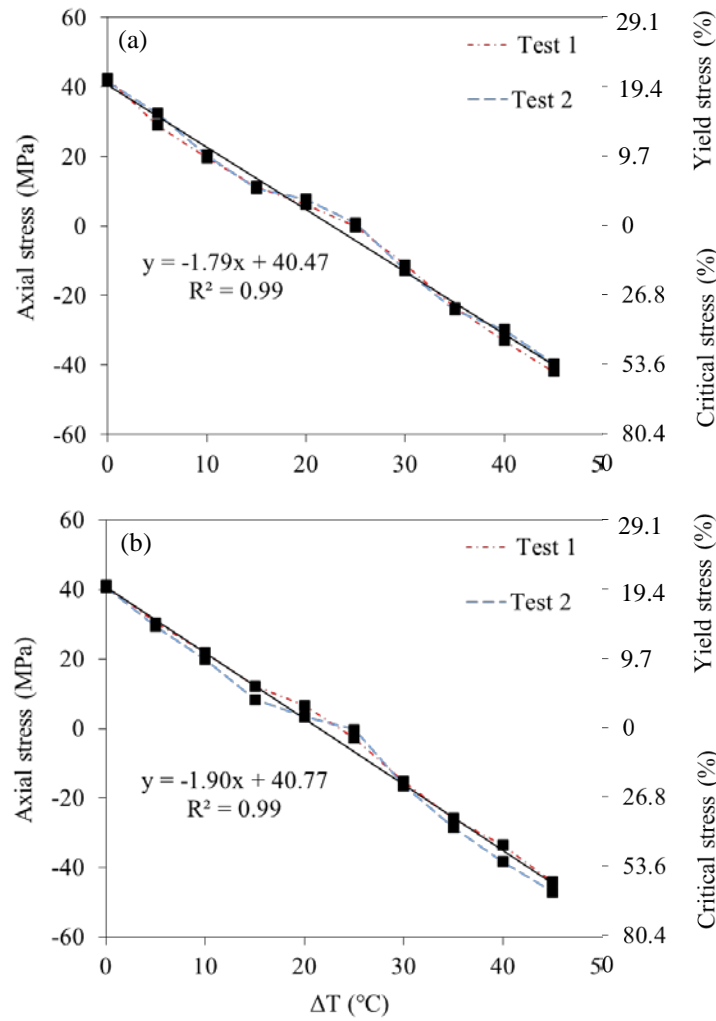 (a)
Test 1
Test 2
60
40
20
0
-20
-40
-60
Axial stress (MPa)
y = -1.79x + 40.47
R² = 0.99
0
10
20
30
40
50
29.1
19.4
9.7
0
26.8
53.6
80.4
Yield stress (%)
Critical stress (%)
(b)
Test 1
Test 2
60
40
20
0
-20
-40
-60
Axial stress (MPa)
y = -1.90x + 40.77
R² = 0.99
0
10
20
30
40
50
29.1
19.4
9.7
0
26.8
53.6
80.4
Yield stress (%)
Critical stress (%)
ΔT (°C)